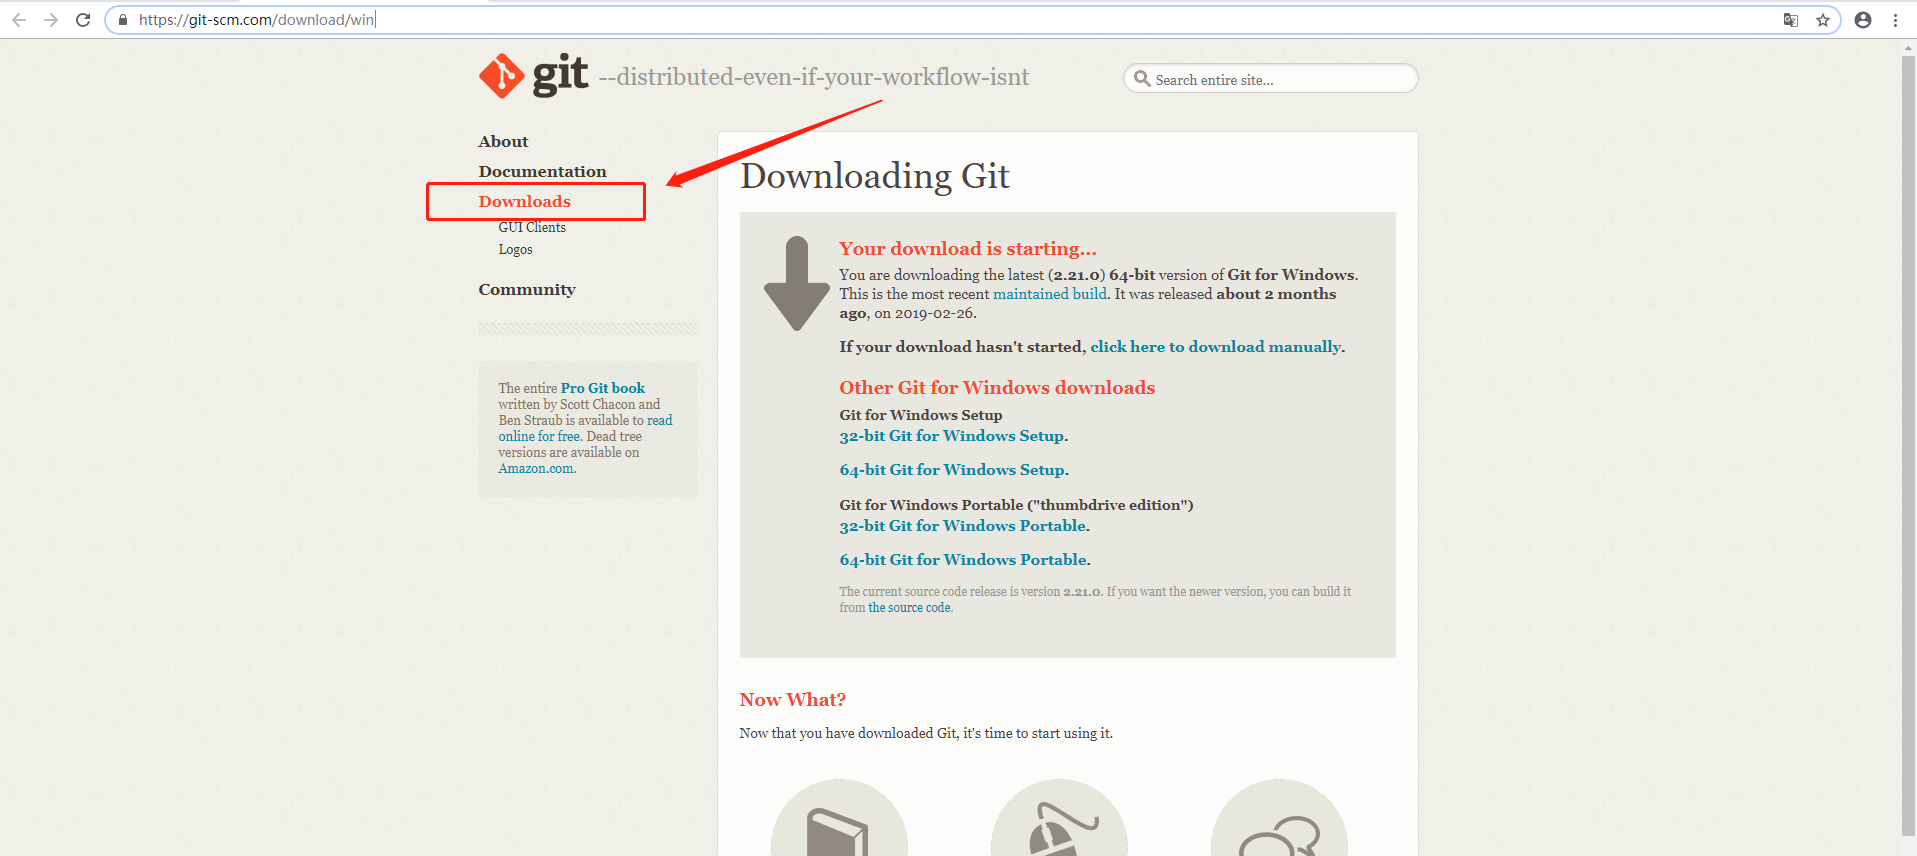 https://git-scm.com/download/win
git --distributed-even-if-your-workflow-isnt
Search entire site...
About
Documentation
Downloads
GUI Clients
Logos
Community
The entire Pro Git book
written by Scott Chacon and
Ben Straub is available to read
online for free. Dead tree
versions are available on
Amazon.com.
Downloading Git
Your download is starting...
You are downloading the latest (2.21.0) 64-bit version of Git for Windows.
This is the most recent maintained build. It was released about 2 months
ago, on 2019-02-26.
If your download hasn't started, click here to download manually.
Other Git for Windows downloads
Git for Windows Setup
32-bit Git for Windows Setup.
64-bit Git for Windows Setup.
Git for Windows Portable ("thumbdrive edition")
32-bit Git for Windows Portable.
64-bit Git for Windows Portable.
The current source code release is version 2.21.0. If you want the newer version, you can build it
from the source code.
Now What?
Now that you have downloaded Git, it's time to start using it.